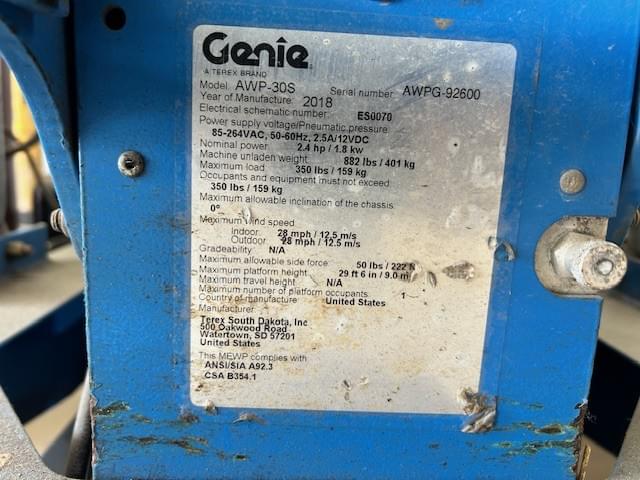 Genie
A TEREX BRAND
Model: AWP-30S Serial number: AWPG-92600
Year of Manufacture: 2018
Electrical schematic number: ES0070
Power supply voltage/Pneumatic pressure:
85-264VAC, 50-60Hz, 2.5A/12VDC
Nominal power: 2.4 hp / 1.8 kw
Machine unladen weight: 882 lbs / 401 kg
Maximum load 350 lbs / 159 kg
Occupants and equipment must not exceed
350 lbs / 159 kg
Maximum allowable inclination of the chassis:
0°
Maximum wind speed
Indoor: 28 mph / 12.5 m/s
Outdoor: 28 mph / 12.5 m/s
Gradeability: N/A
Maximum allowable side force 50 lbs / 222 N
Maximum platform height 29 ft 6 in / 9.0 m
Maximum travel height N/A
Maximum number of platform occupants 1
Country of manufacture: United States
Manufacturer:
Terex South Dakota, Inc
500 Oakwood Road
Watertown, SD 57201
United States
This MEWP complies with
ANSI/SIA A92.3
CSA B354.1